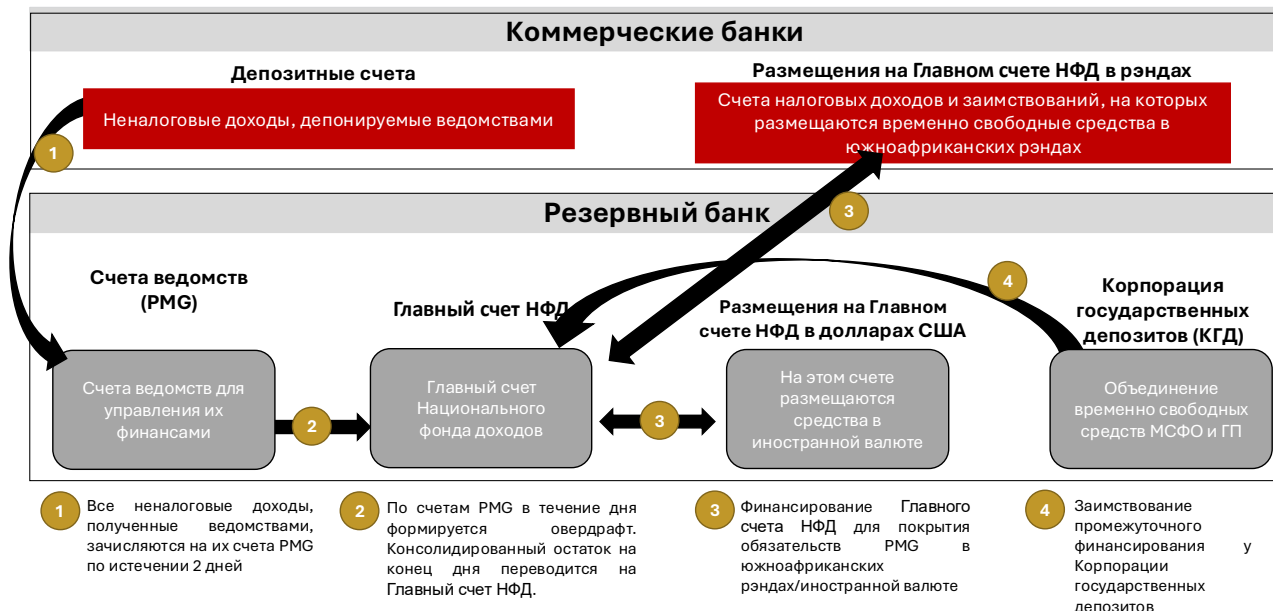 Коммерческие банки
Депозитные счета
Неналоговые доходы, депонируемые ведомствами
Размещения на Главном счете НФД в рэндах
Счета налоговых доходов и заимствований, на которых
размещаются временно свободные средства в
южноафриканских рэндах
1
3
Резервный банк
4
Счета ведомств
(PMG)
Счета ведомств для
управления их
финансами
2
Главный счет НФД
Главный счет
Национального
фонда доходов
3
Размещения на Главном
счете НФД в долларах США
На этом счете
размещаются
средства в
иностранной валюте
Корпорация
государственных
депозитов (КГД)
Объединение
временно свободных
средств МСФО и ГП
1
Все неналоговые доходы,
полученные ведомствами,
зачисляются на их счета PMG
по истечении 2 дней
2
По счетам PMG в течение дня
формируется овердрафт.
Консолидированный остаток на
конец дня переводится на
Главный счет НФД.
3
Финансирование Главного
счета НФД для покрытия
обязательств PMG в
южноафриканских
рэндах/иностранной валюте
4
Заимствование
промежуточного
финансирования у
Корпорации
государственных
депозитов